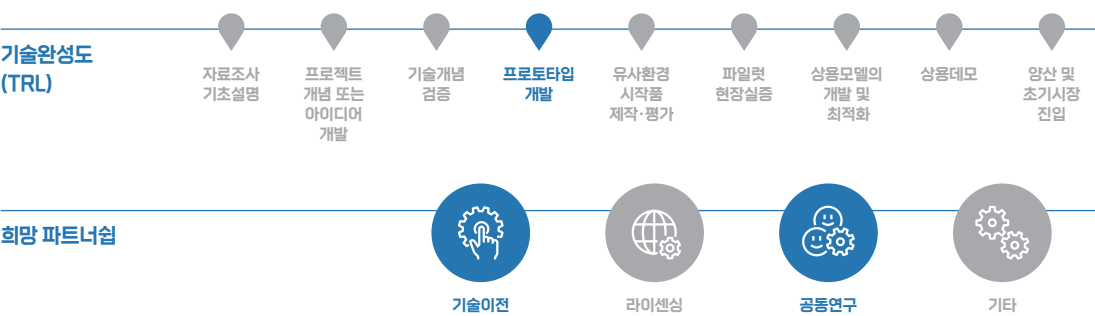 기술완성도
(TRL)
자료조사
기초설명
프로젝트
개념 또는
아이디어
개발
기술개념
검증
프로토타입
개발
유사환경
시작품
제작·평가
파일럿
현장실증
상용모델의
개발 및
최적화
상용데모
양산 및
초기시장
진입
희망 파트너쉽
기술이전
라이센싱
공동연구
기타